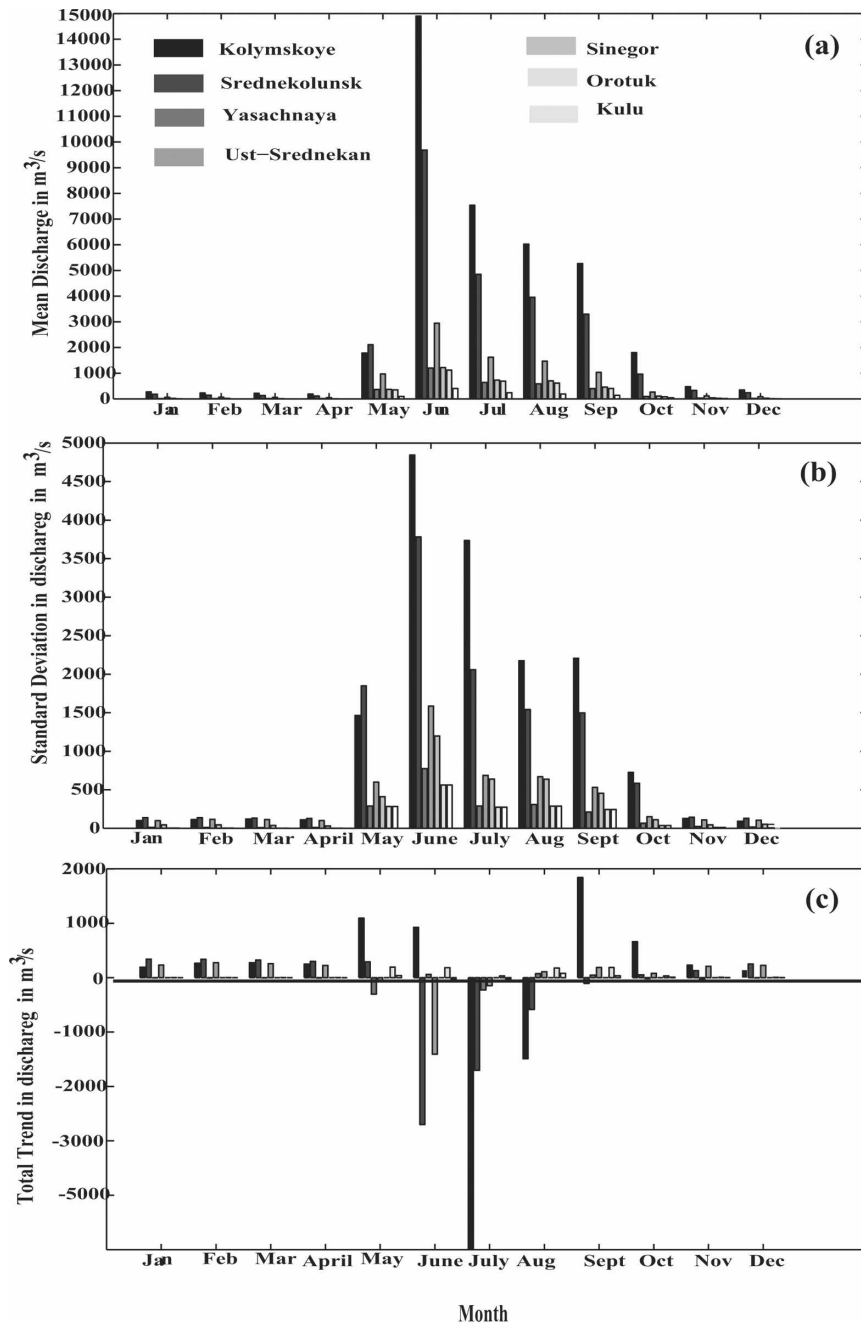 (a)
Mean Discharge in m³/s
15000
14000
13000
12000
11000
10000
9000
8000
7000
6000
5000
4000
3000
2000
1000
0
Kolymskoye
Srednekolunsk
Yasachnaya
Ust-Srednekan
Sinegor
Orotuk
Kulu
Jan Feb Mar Apr May Jun Jul Aug Sep Oct Nov Dec
(b)
Standard Deviation in dischareg in m³/s
5000
4500
4000
3500
3000
2500
2000
1500
1000
500
0
Jan Feb Mar April May June July Aug Sept Oct Nov Dec
(c)
Total Trend in dischareg in m³/s
2000
1000
0
-1000
-2000
-3000
-5000
Jan Feb Mar April May June July Aug Sept Oct Nov Dec
Month